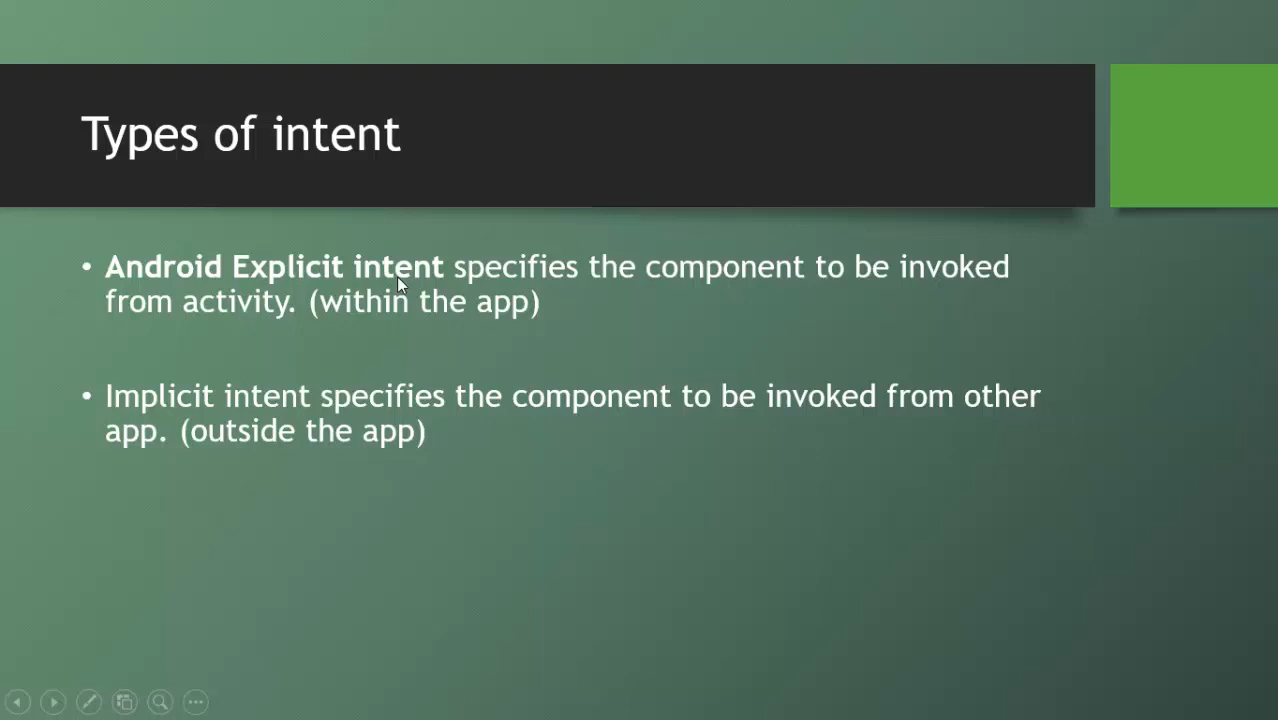 Types of intent
• Android Explicit intent specifies the component to be invoked
from activity. (within the app)
• Implicit intent specifies the component to be invoked from other
app. (outside the app)